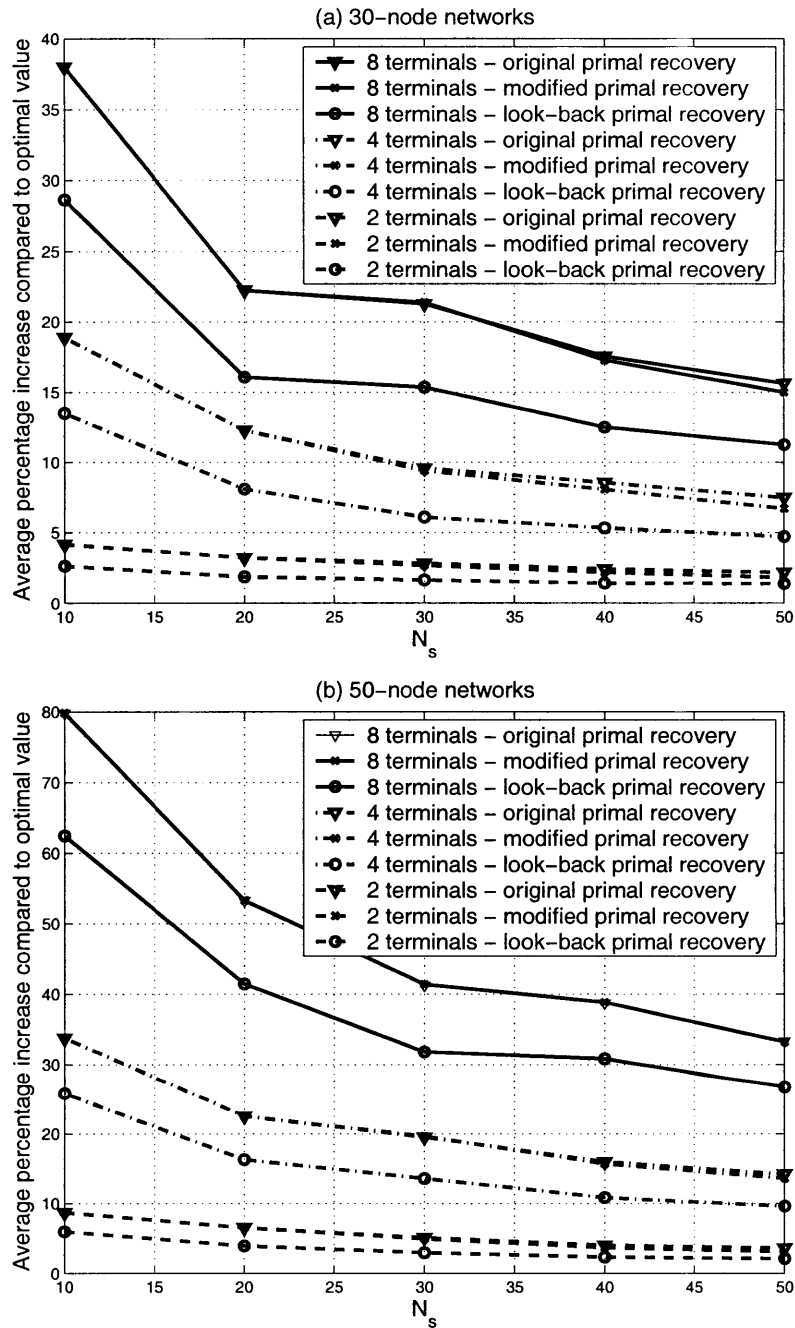 (a) 30−node networks
Average percentage increase compared to optimal value
40
35
30
25
20
15
10
5
0
8 terminals − original primal recovery
8 terminals − modified primal recovery
8 terminals − look−back primal recovery
4 terminals − original primal recovery
4 terminals − modified primal recovery
4 terminals − look−back primal recovery
2 terminals − original primal recovery
2 terminals − modified primal recovery
2 terminals − look−back primal recovery
10 15 20 25 30 35 40 45 50
Ns
(b) 50−node networks
Average percentage increase compared to optimal value
80
70
60
50
40
30
20
10
0
8 terminals − original primal recovery
8 terminals − modified primal recovery
8 terminals − look−back primal recovery
4 terminals − original primal recovery
4 terminals − modified primal recovery
4 terminals − look−back primal recovery
2 terminals − original primal recovery
2 terminals − modified primal recovery
2 terminals − look−back primal recovery
10 15 20 25 30 35 40 45 50
Ns